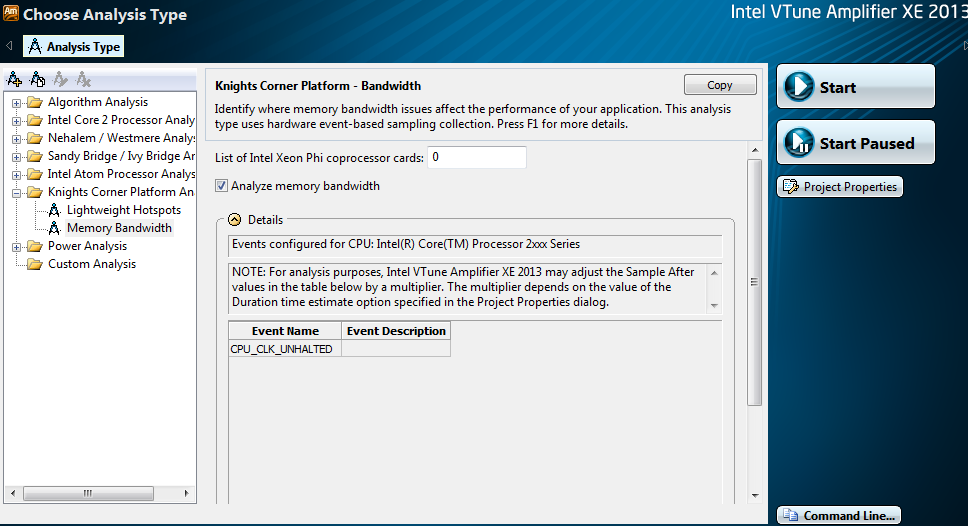 Choose Analysis Type
Intel VTune Amplifier XE 2013
Analysis Type
Algorithm Analysis
Intel Core 2 Processor Analy
Nehalem / Westmere Analys
Sandy Bridge / Ivy Bridge Ar
Intel Atom Processor Analys
Knights Corner Platform An
Lightweight Hotspots
Memory Bandwidth
Power Analysis
Custom Analysis
Knights Corner Platform - Bandwidth
Copy
Identify where memory bandwidth issues affect the performance of your application. This analysis
type uses hardware event-based sampling collection. Press F1 for more details.
List of Intel Xeon Phi coprocessor cards: 0
Analyze memory bandwidth
Details
Events configured for CPU: Intel(R) Core(TM) Processor 2xxx Series
NOTE: For analysis purposes, Intel VTune Amplifier XE 2013 may adjust the Sample After
values in the table below by a multiplier. The multiplier depends on the value of the
Duration time estimate option specified in the Project Properties dialog.
Event Name Event Description
CPU_CLK_UNHALTED
Start
Start Paused
Project Properties
Command Line...